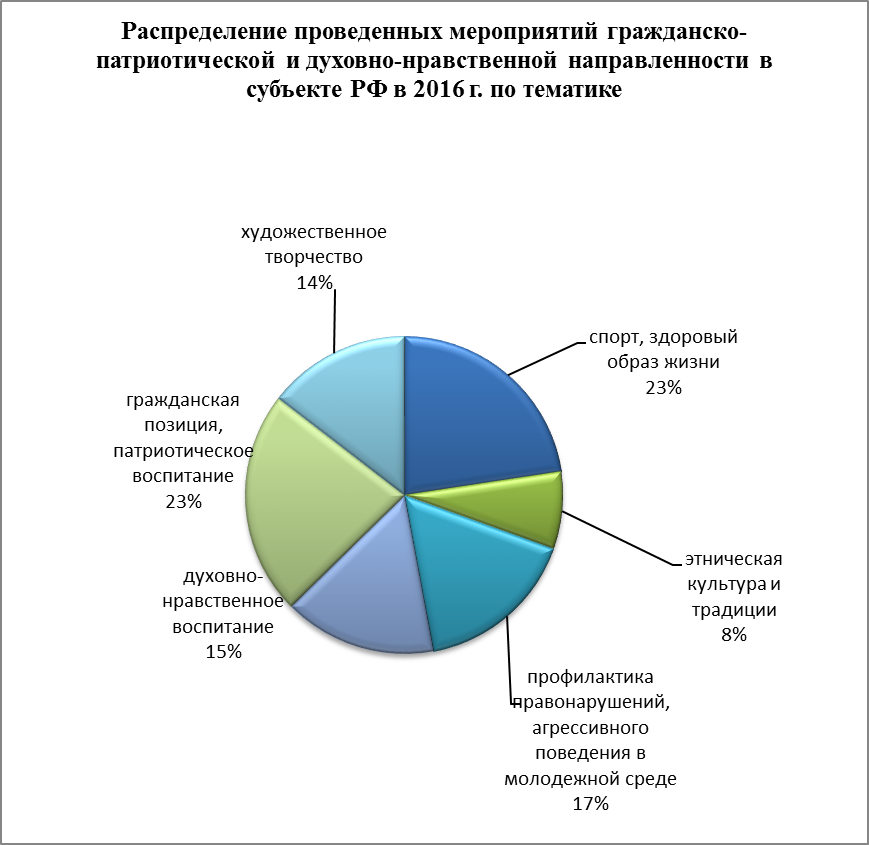 Распределение проведенных мероприятий гражданско-
патриотической и духовно-нравственной направленности в
субъекте РФ в 2016 г. по тематике
художественное
творчество
14%
спорт, здоровый
образ жизни
23%
гражданская
позиция,
патриотическое
воспитание
23%
этническая
культура и
традиции
8%
духовно-
нравственное
воспитание
15%
профилактика
правонарушений,
агрессивного
поведения в
молодежной среде
17%